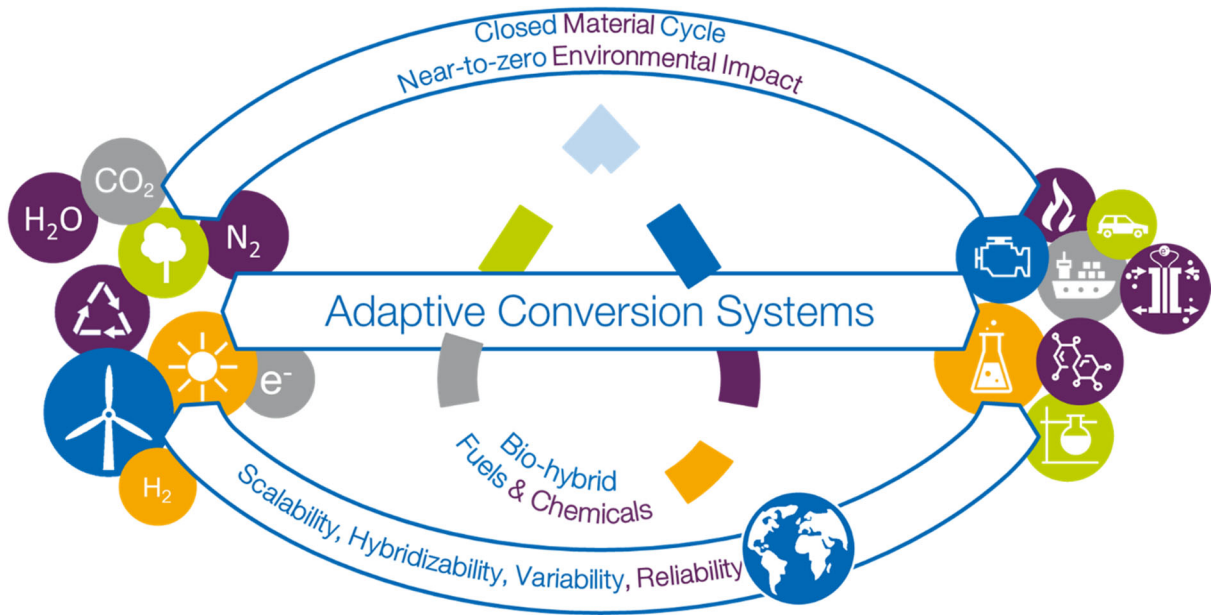 Closed Material Cycle
Near-to-zero Environmental Impact
CO₂
H₂O
N₂
Adaptive Conversion Systems
e⁻
H₂
Bio-hybrid
Fuels & Chemicals
Scalability, Hybridizability, Variability, Reliability